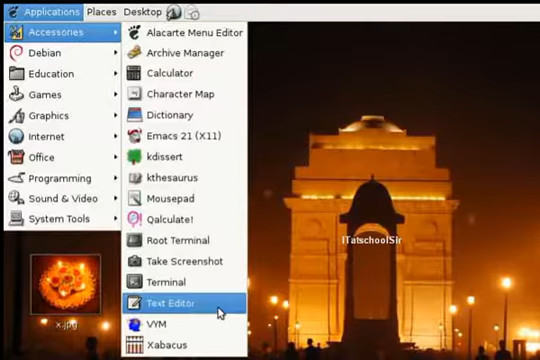 Applications Places Desktop
Accessories
Debian
Education
Games
Graphics
Internet
Office
Programming
Sound & Video
System Tools
Alacarte Menu Editor
Archive Manager
Calculator
Character Map
Dictionary
Emacs 21 (X11)
kdissert
kthesaurus
Mousepad
Qalculate!
Root Terminal
Take Screenshot
Terminal
Text Editor
VYM
Xabacus
x.jpg
ITatschoolSir